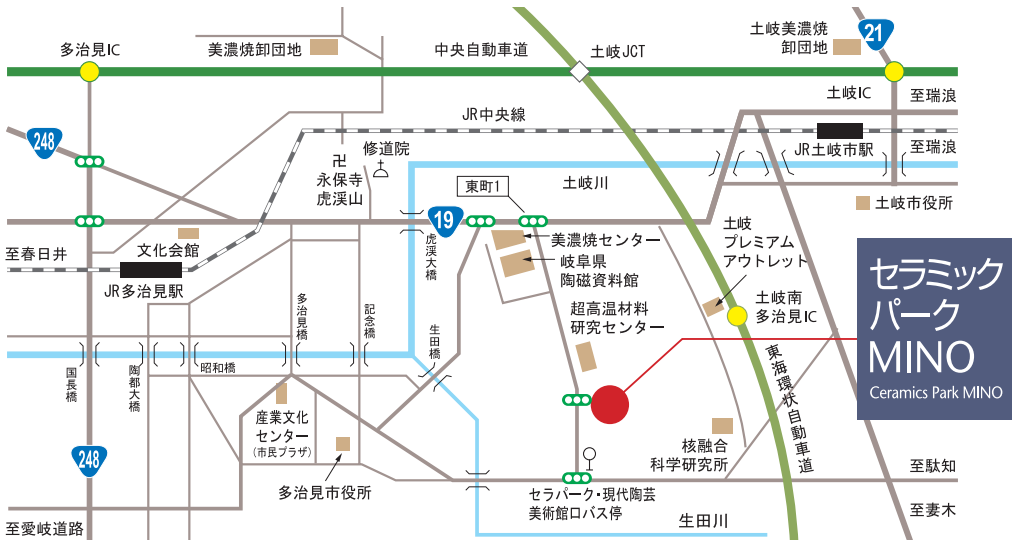 多治見IC
美濃焼卸団地
中央自動車道
土岐JCT
土岐美濃焼
卸団地
21
土岐IC
至瑞浪
JR中央線
248
修道院
卍
永保寺
虎渓山
東町1
土岐川
JR土岐市駅
至瑞浪
19
土岐市役所
至春日井
文化会館
JR多治見駅
虎渓大橋
美濃焼センター
岐阜県
陶磁資料館
土岐
プレミアム
アウトレット
セラミック
パーク
MINO
Ceramics Park MINO
多治見橋
記念橋
生田橋
超高温材料
研究センター
土岐南
多治見IC
国長橋
陶都大橋
昭和橋
東海環状自動車道
産業文化
センター
(市民プラザ)
核融合
科学研究所
248
多治見市役所
セラパーク・現代陶芸
美術館口バス停
至駄知
至妻木
生田川
至愛岐道路